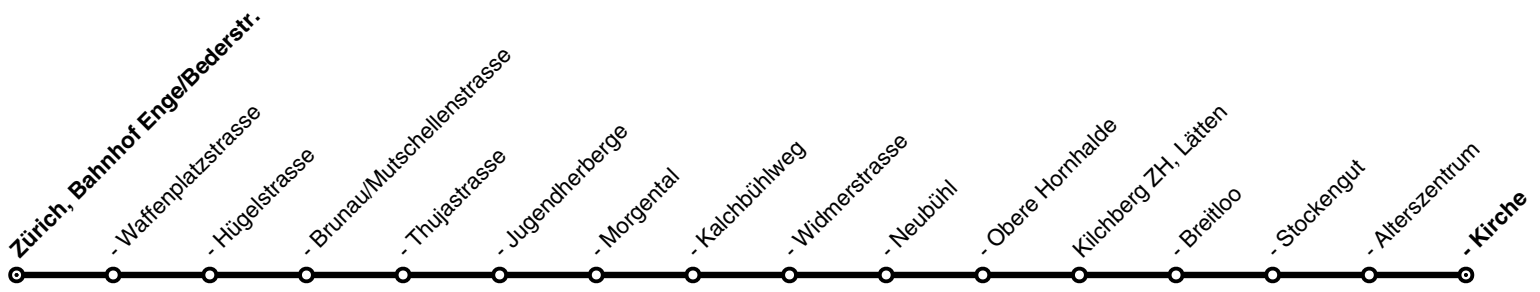 Zürich, Bahnhof Enge/Bederstr.
- Waffenplatzstrasse
- Hügelstrasse
- Brunau/Mutschellenstrasse
- Thujastrasse
- Jugendherberge
- Morgental
- Kalchbühlweg
- Widmerstrasse
- Neubühl
- Obere Hornhalde
Kilchberg ZH, Lätten
- Breitloo
- Stockengut
- Alterszentrum
- Kirche